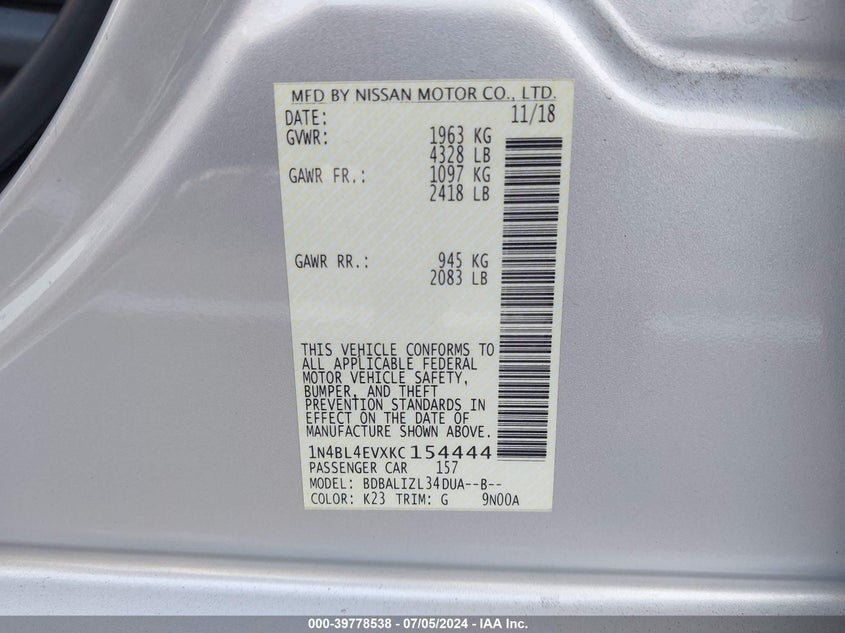 MFD BY NISSAN MOTOR CO., LTD.
DATE: 11/18
GVWR: 1963 KG
4328 LB
GAWR FR.: 1097 KG
2418 LB
GAWR RR.: 945 KG
2083 LB
THIS VEHICLE CONFORMS TO
ALL APPLICABLE FEDERAL
MOTOR VEHICLE SAFETY,
BUMPER, AND THEFT
PREVENTION STANDARDS IN
EFFECT ON THE DATE OF
MANUFACTURE SHOWN ABOVE.
1N4BL4EVXKC154444
PASSENGER CAR 157
MODEL: BDBALIZL34DUA--B--
COLOR: K23 TRIM: G 9N00A
000-39778538 - 07/05/2024 - IAA Inc.